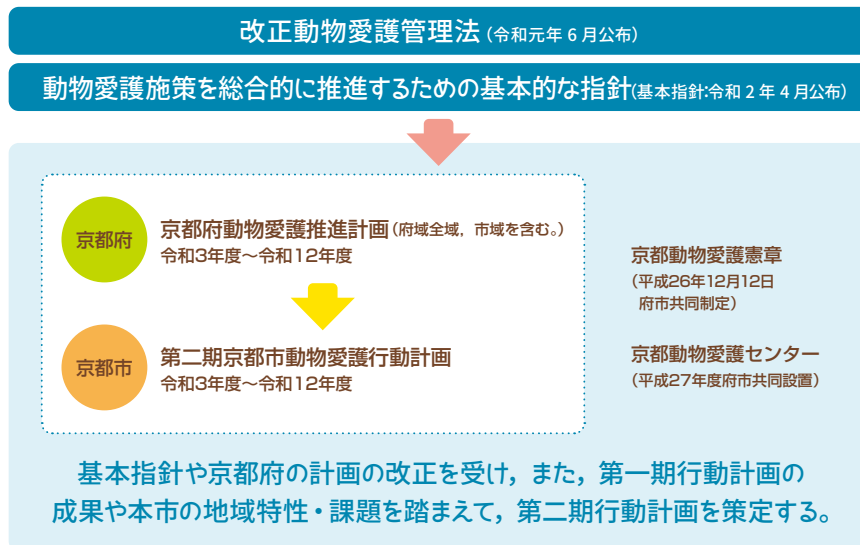 改正動物愛護管理法(令和元年6月公布)
動物愛護施策を総合的に推進するための基本的な指針(基本指針:令和2年4月公布)
京都府
京都府動物愛護推進計画(府域全域，市域を含む。)
令和3年度〜令和12年度
京都市
第二期京都市動物愛護行動計画
令和3年度〜令和12年度
京都動物愛護憲章
(平成26年12月12日
府市共同制定)
京都動物愛護センター
(平成27年度府市共同設置)
基本指針や京都府の計画の改正を受け，また，第一期行動計画の
成果や本市の地域特性・課題を踏まえて，第二期行動計画を策定する。